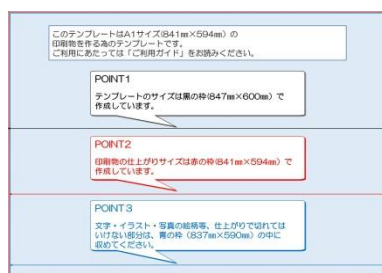 このテンプレートはA1サイズ(841㎜×594㎜)の
印刷物を作る為のテンプレートです。
ご利用にあたっては「ご利用ガイド」をお読みください。
POINT1
テンプレートのサイズは黒の枠(847㎜×600㎜)で
作成しています。
POINT2
印刷物の仕上がりサイズは赤の枠(841㎜×594㎜)で
作成しています。
POINT3
文字・イラスト・写真の絵柄等、仕上がりで切れては
いけない部分は、青の枠(837㎜×590㎜)の中に
収めてください。